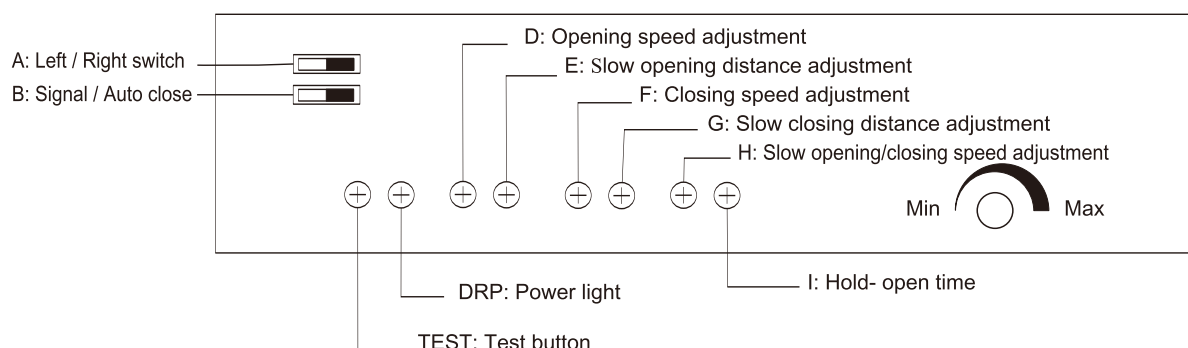 D: Opening speed adjustment
A: Left / Right switch
E: Slow opening distance adjustment
B: Signal / Auto close
F: Closing speed adjustment
G: Slow closing distance adjustment
H: Slow opening/closing speed adjustment
Min
Max
I: Hold- open time
DRP: Power light
TEST: Test button